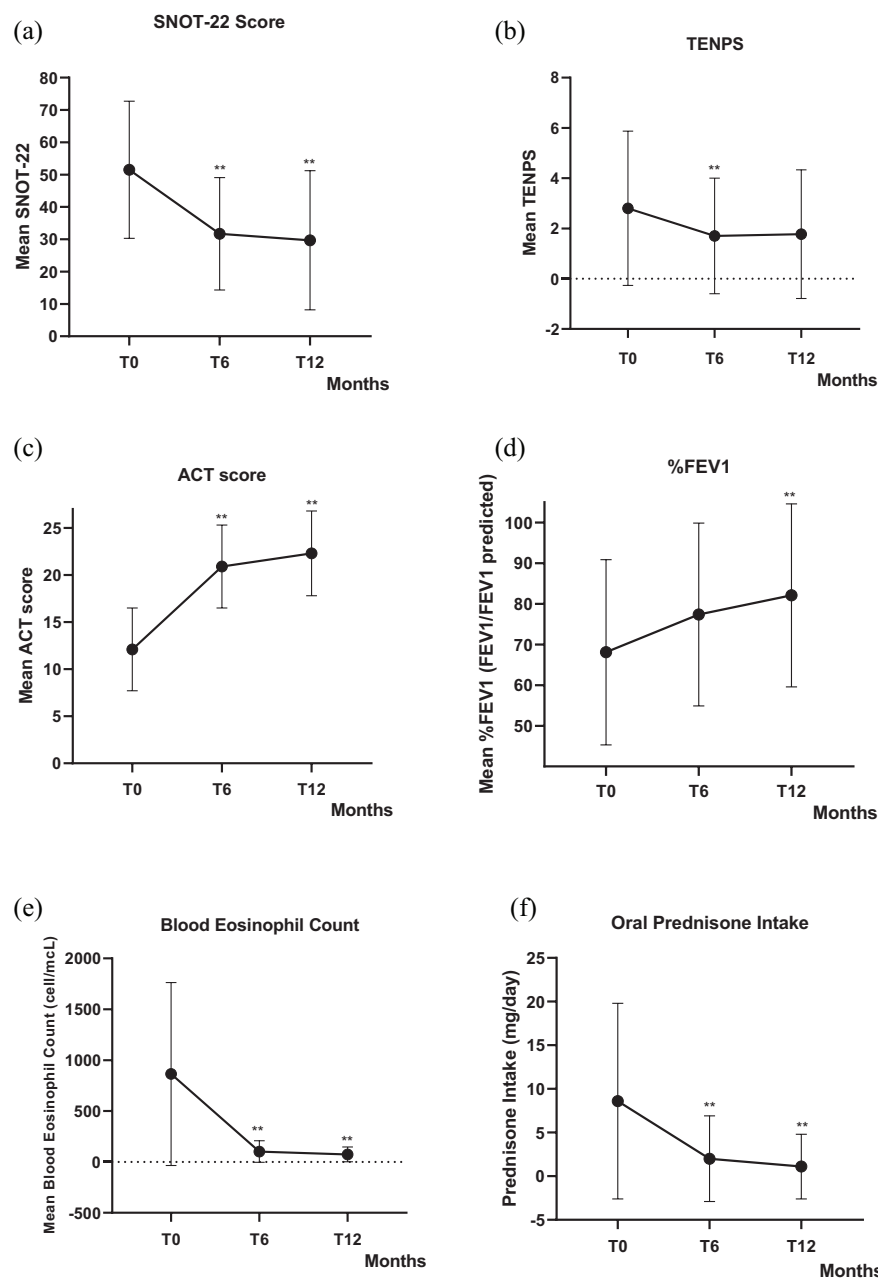 (a)
SNOT-22 Score
Mean SNOT-22
80
70
60
50
40
30
20
10
0
**
**
T0
T6
T12
Months
(b)
TENPS
Mean TENPS
8
6
4
2
0
-2
**
T0
T6
T12
Months
(c)
ACT score
Mean ACT score
25
20
15
10
5
0
**
**
T0
T6
T12
Months
(d)
%FEV1
Mean %FEV1 (FEV1/FEV1 predicted)
100
90
80
70
60
50
**
T0
T6
T12
Months
(e)
Blood Eosinophil Count
Mean Blood Eosinophil Count (cell/mcL)
2000
1500
1000
500
0
-500
**
**
T0
T6
T12
Months
(f)
Oral Prednisone Intake
Prednisone Intake (mg/day)
25
20
15
10
5
0
-5
**
**
T0
T6
T12
Months